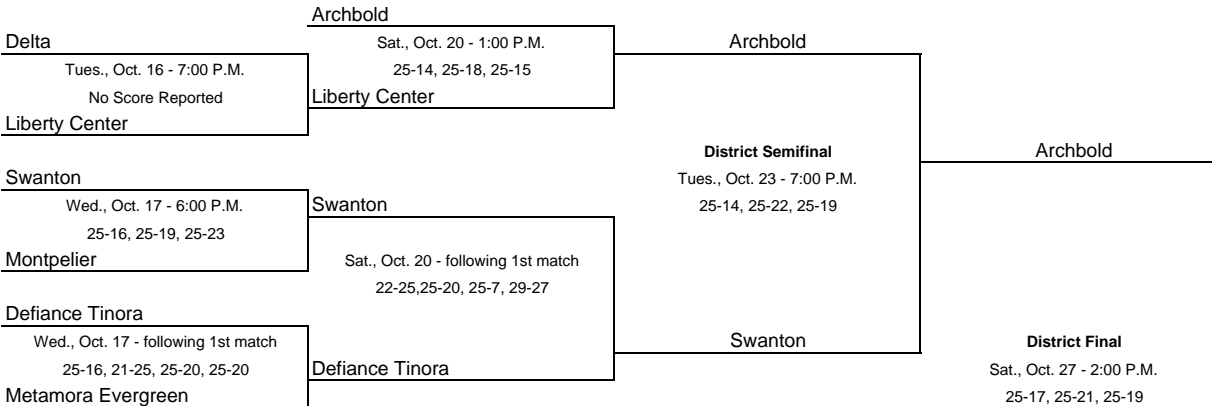 Archbold
Delta
Sat., Oct. 20 - 1:00 P.M.
Archbold
Tues., Oct. 16 - 7:00 P.M.
25-14, 25-18, 25-15
No Score Reported
Liberty Center
Liberty Center
District Semifinal
Archbold
Swanton
Tues., Oct. 23 - 7:00 P.M.
Wed., Oct. 17 - 6:00 P.M.
Swanton
25-14, 25-22, 25-19
25-16, 25-19, 25-23
Montpelier
Sat., Oct. 20 - following 1st match
22-25,25-20, 25-7, 29-27
Defiance Tinora
Wed., Oct. 17 - following 1st match
Swanton
District Final
25-16, 21-25, 25-20, 25-20
Defiance Tinora
Sat., Oct. 27 - 2:00 P.M.
Metamora Evergreen
25-17, 25-21, 25-19